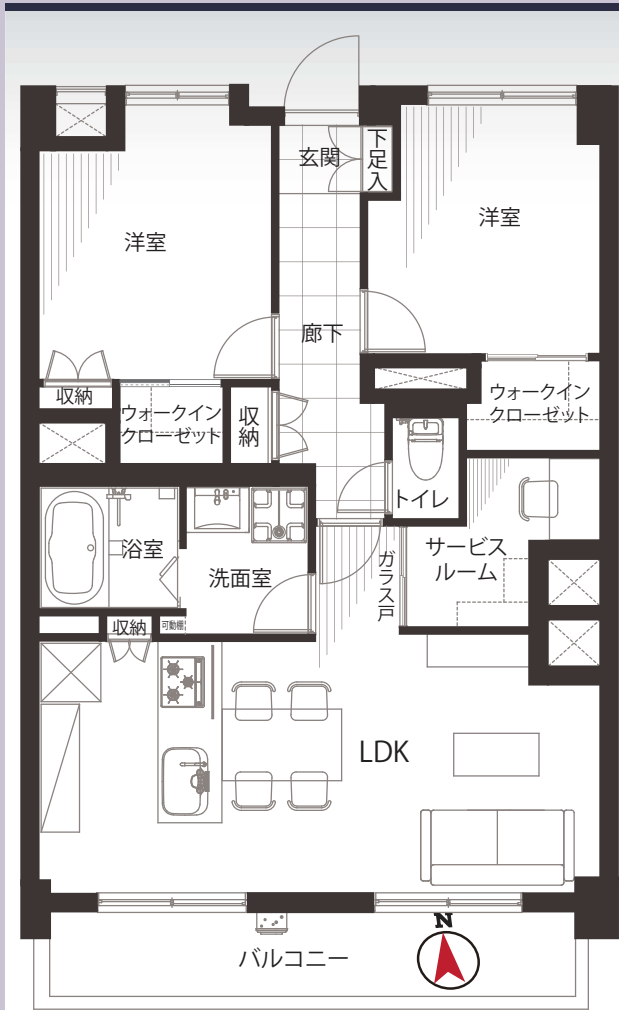 玄関
下足入
洋室
洋室
廊下
収納
ウォークイン
クローゼット
収納
ウォークイン
クローゼット
トイレ
浴室
洗面室
ガラス戸
サービス
ルーム
収納
可動棚
LDK
N
バルコニー